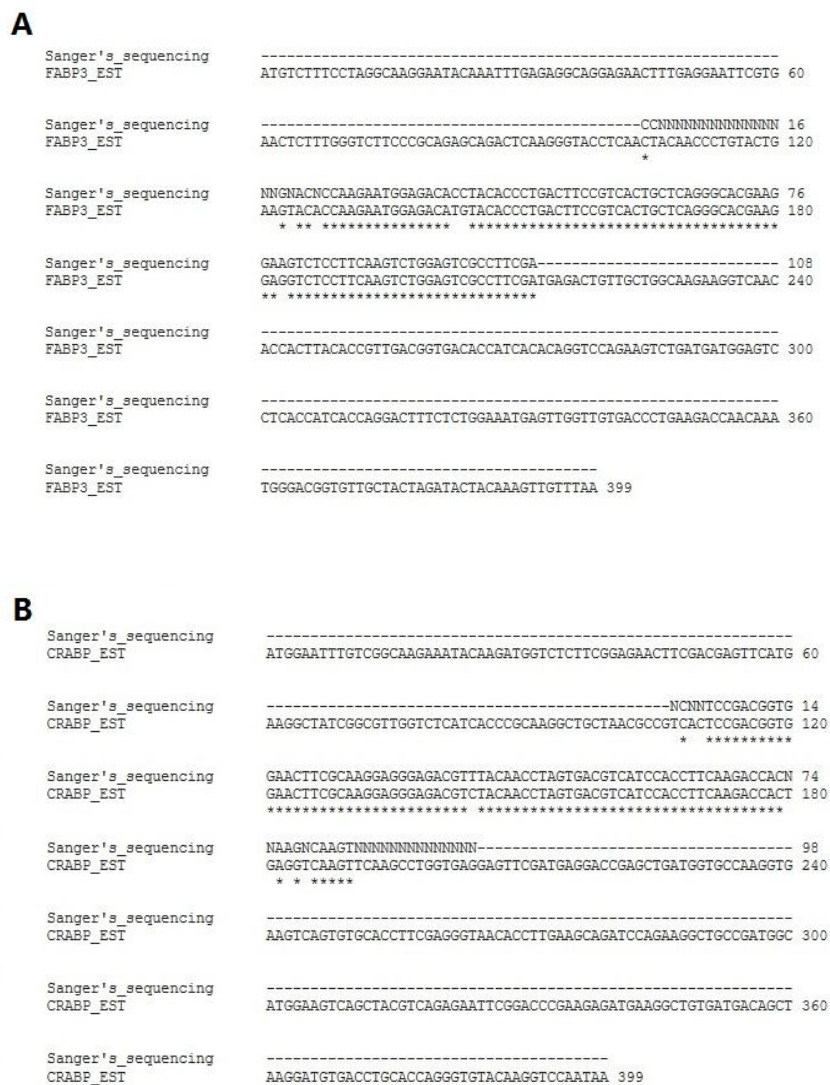 A
Sanger's_sequencing ------------------------------------------------------------
FABP3_EST ATGTCTTTCCTAGGCAAGGAATACAAATTTGAGAGGCAGGAGAACTTTGAGGAATTCGTG 60
Sanger's_sequencing --------------------------------------------CCNNNNNNNNNNNNNN 16
FABP3_EST AACTCTTTGGGTCTTCCCGCAGAGCAGACTCAAGGGTACCTCAACTACAACCCTGTACTG 120
*
Sanger's_sequencing NNGNACNCCAAGAATGGAGACACCTACACCCTGACTTCCGTCACTGCTCAGGGCACGAAG 76
FABP3_EST AAGTACACCAAGAATGGAGACATGTACACCCTGACTTCCGTCACTGCTCAGGGCACGAAG 180
* ** *************** ************************************
Sanger's_sequencing GAAGTCTCCTTCAAGTCTGGAGTCGCCTTCGA---------------------------- 108
FABP3_EST GAGGTCTCCTTCAAGTCTGGAGTCGCCTTCGATGAGACTGTTGCTGGCAAGAAGGTCAAC 240
** *****************************
Sanger's_sequencing ------------------------------------------------------------
FABP3_EST ACCACTTACACCGTTGACGGTGACACCATCACACAGGTCCAGAAGTCTGATGATGGAGTC 300
Sanger's_sequencing ------------------------------------------------------------
FABP3_EST CTCACCATCACCAGGACTTTCTCTGGAAATGAGTTGGTTGTGACCCTGAAGACCAACAAA 360
Sanger's_sequencing ---------------------------------------
FABP3_EST TGGGACGGTGTTGCTACTAGATACTACAAAGTTGTTTAA 399
B
Sanger's_sequencing ------------------------------------------------------------
CRABP_EST ATGGAATTTGTCGGCAAGAAATACAAGATGGTCTCTTCGGAGAACTTCGACGAGTTCATG 60
Sanger's_sequencing ----------------------------------------------NCNNTCCGACGGTG 14
CRABP_EST AAGGCTATCGGCGTTGGTCTCATCACCCGCAAGGCTGCTAACGCCGTCACTCCGACGGTG 120
* **********
Sanger's_sequencing GAACTTCGCAAGGAGGGAGACGTTTACAACCTAGTGACGTCATCCACCTTCAAGACCACN 74
CRABP_EST GAACTTCGCAAGGAGGGAGACGTCTACAACCTAGTGACGTCATCCACCTTCAAGACCACT 180
*********************** ***********************************
Sanger's_sequencing NAAGNCAAGTNNNNNNNNNNNNNN------------------------------------ 98
CRABP_EST GAGGTCAAGTTCAAGCCTGGTGAGGAGTTCGATGAGGACCGAGCTGATGGTGCCAAGGTG 240
* * *****
Sanger's_sequencing ------------------------------------------------------------
CRABP_EST AAGTCAGTGTGCACCTTCGAGGGTAACACCTTGAAGCAGATCCAGAAGGCTGCCGATGGC 300
Sanger's_sequencing ------------------------------------------------------------
CRABP_EST ATGGAAGTCAGCTACGTCAGAGAATTCGGACCCGAAGAGATGAAGGCTGTGATGACAGCT 360
Sanger's_sequencing ---------------------------------------
CRABP_EST AAGGATGTGACCTGCACCAGGGTGTACAAGGTCCAATAA 399